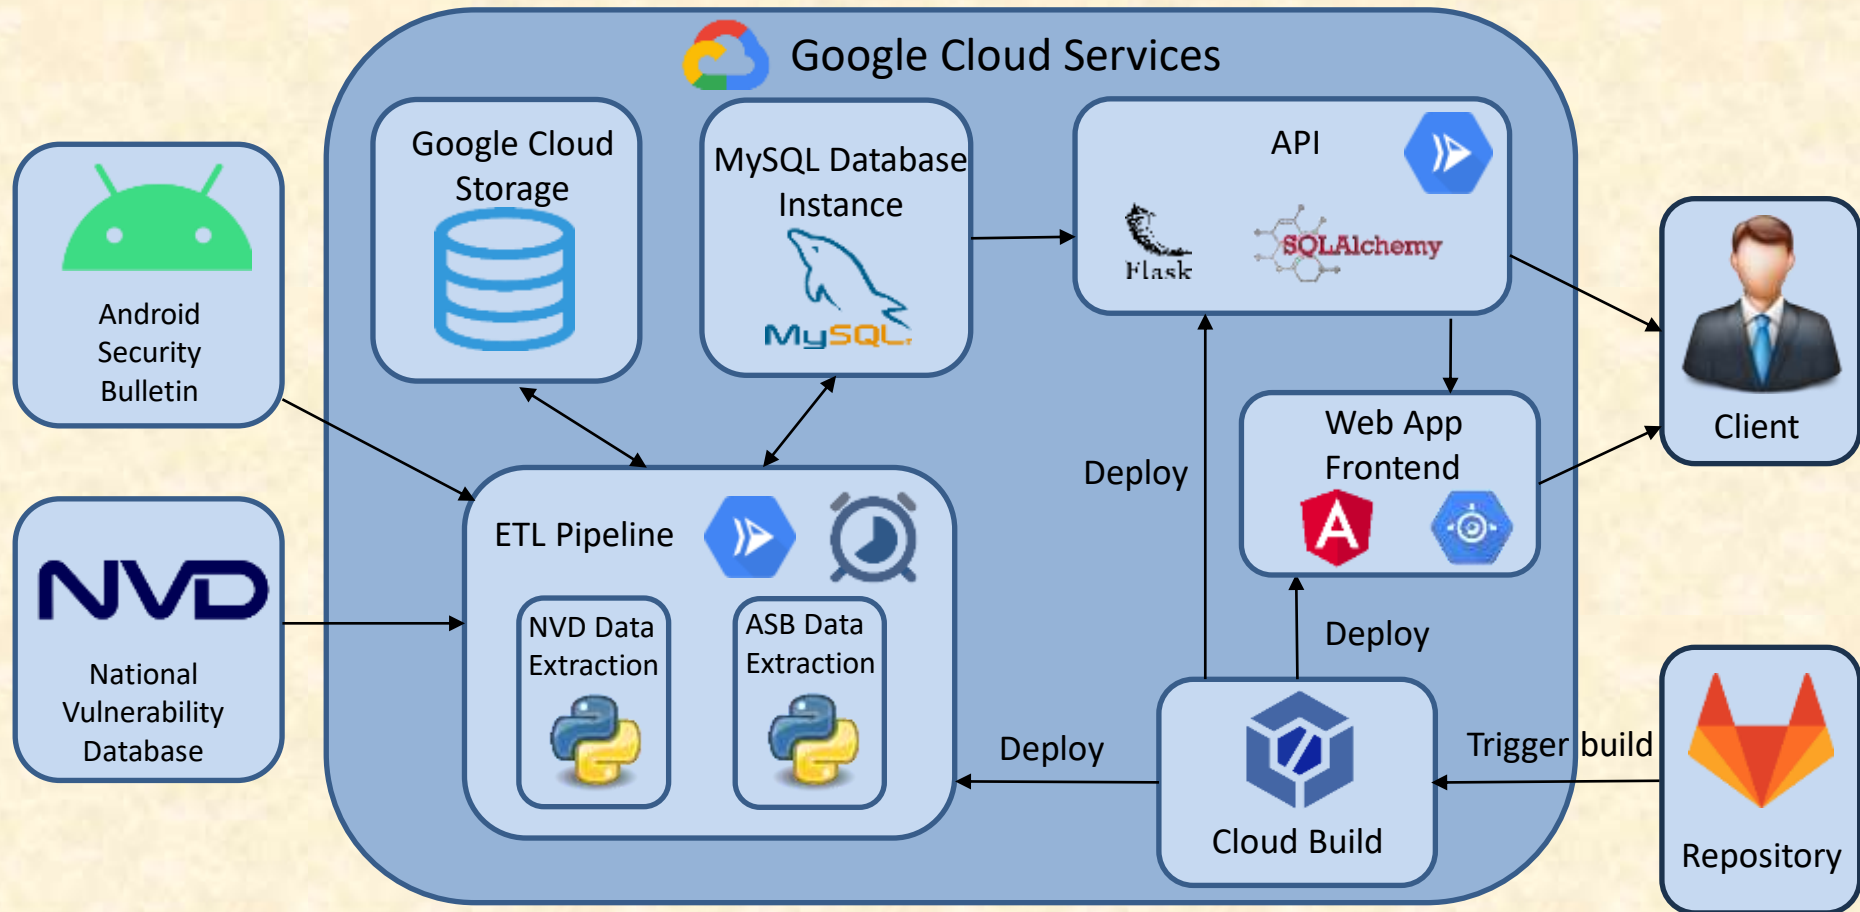 Google Cloud Services
Google Cloud
Storage
MySQL Database
Instance
MySQL
API
Flask
SQLAlchemy
Android
Security
Bulletin
Client
Web App
Frontend
A
Deploy
ETL Pipeline
NVD
National
Vulnerability
Database
NVD Data
Extraction
ASB Data
Extraction
Deploy
Deploy
Cloud Build
Trigger build
Repository